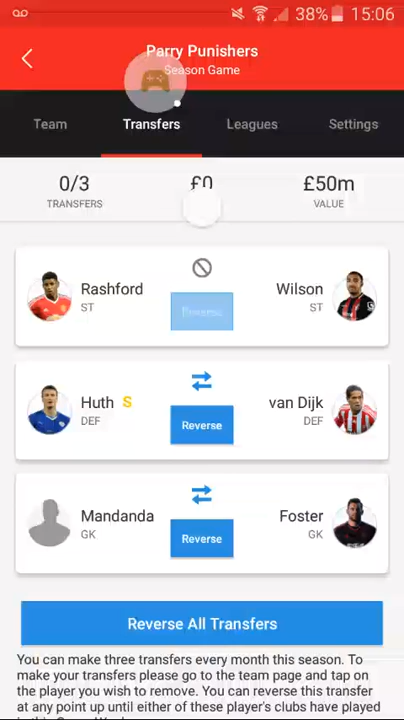 38% 15:06
Parry Punishers
Season Game
Team Transfers Leagues Settings
0/3 £0 £50m
TRANSFERS VALUE
Rashford Wilson
ST ST
Reverse
Huth S van Dijk
DEF DEF
Reverse
Mandanda Foster
GK GK
Reverse
Reverse All Transfers
You can make three transfers every month this season. To
make your transfers please go to the team page and tap on
the player you wish to remove. You can reverse this transfer
at any point up until either of these player's clubs have played